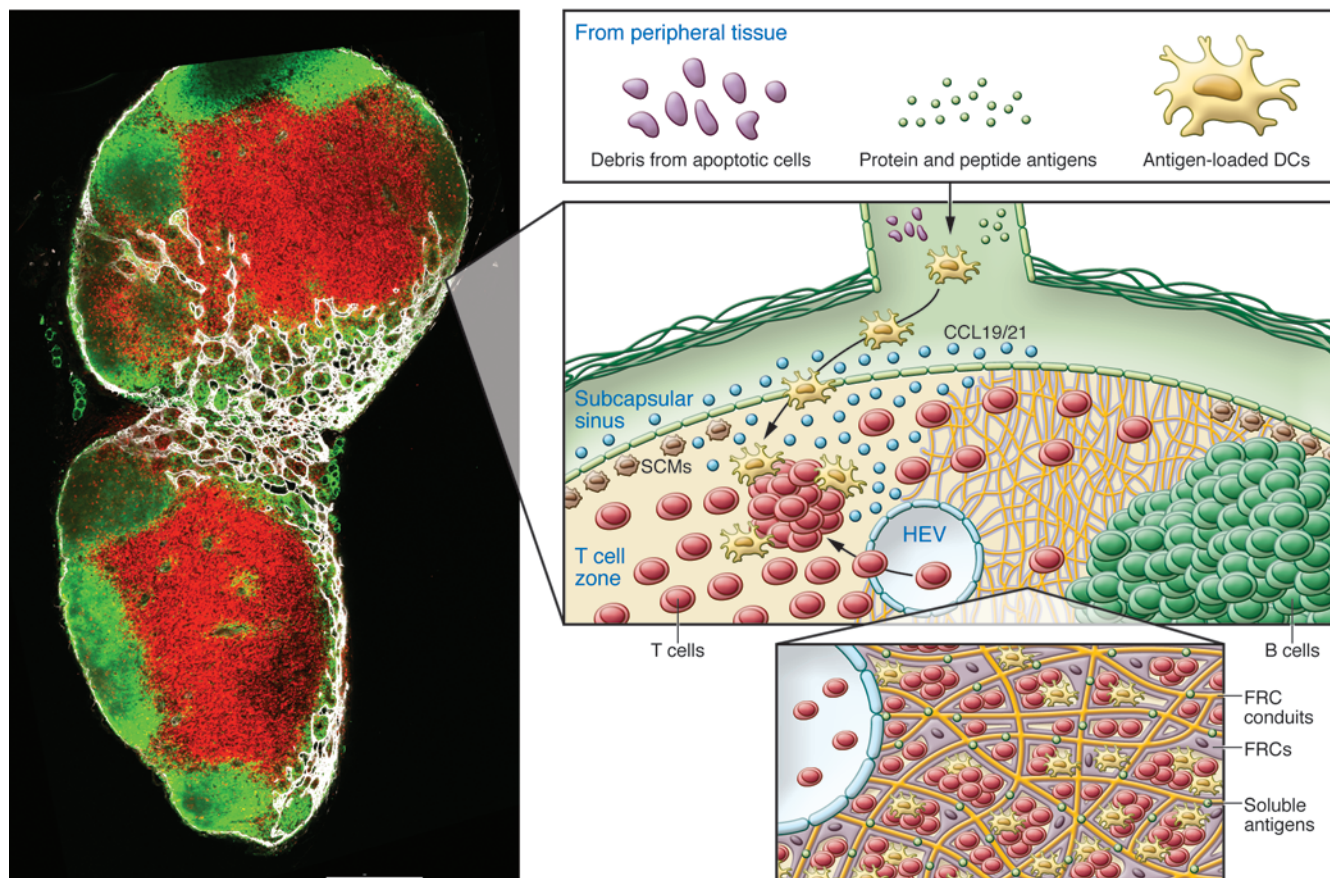 From peripheral tissue
Debris from apoptotic cells
Protein and peptide antigens
Antigen-loaded DCs
CCL19/21
Subcapsular
sinus
SCMs
HEV
T cell
zone
T cells
B cells
FRC
conduits
FRCs
Soluble
antigens